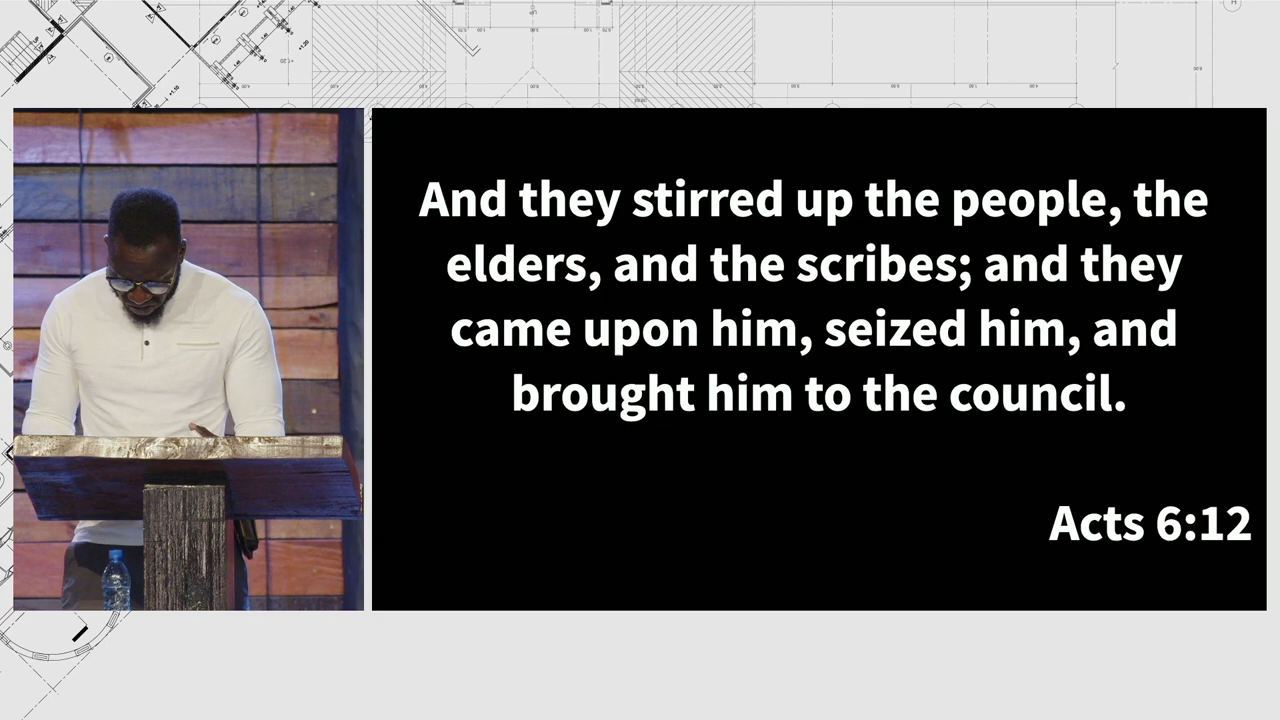 And they stirred up the people, the
elders, and the scribes; and they
came upon him, seized him, and
brought him to the council.
Acts 6:12